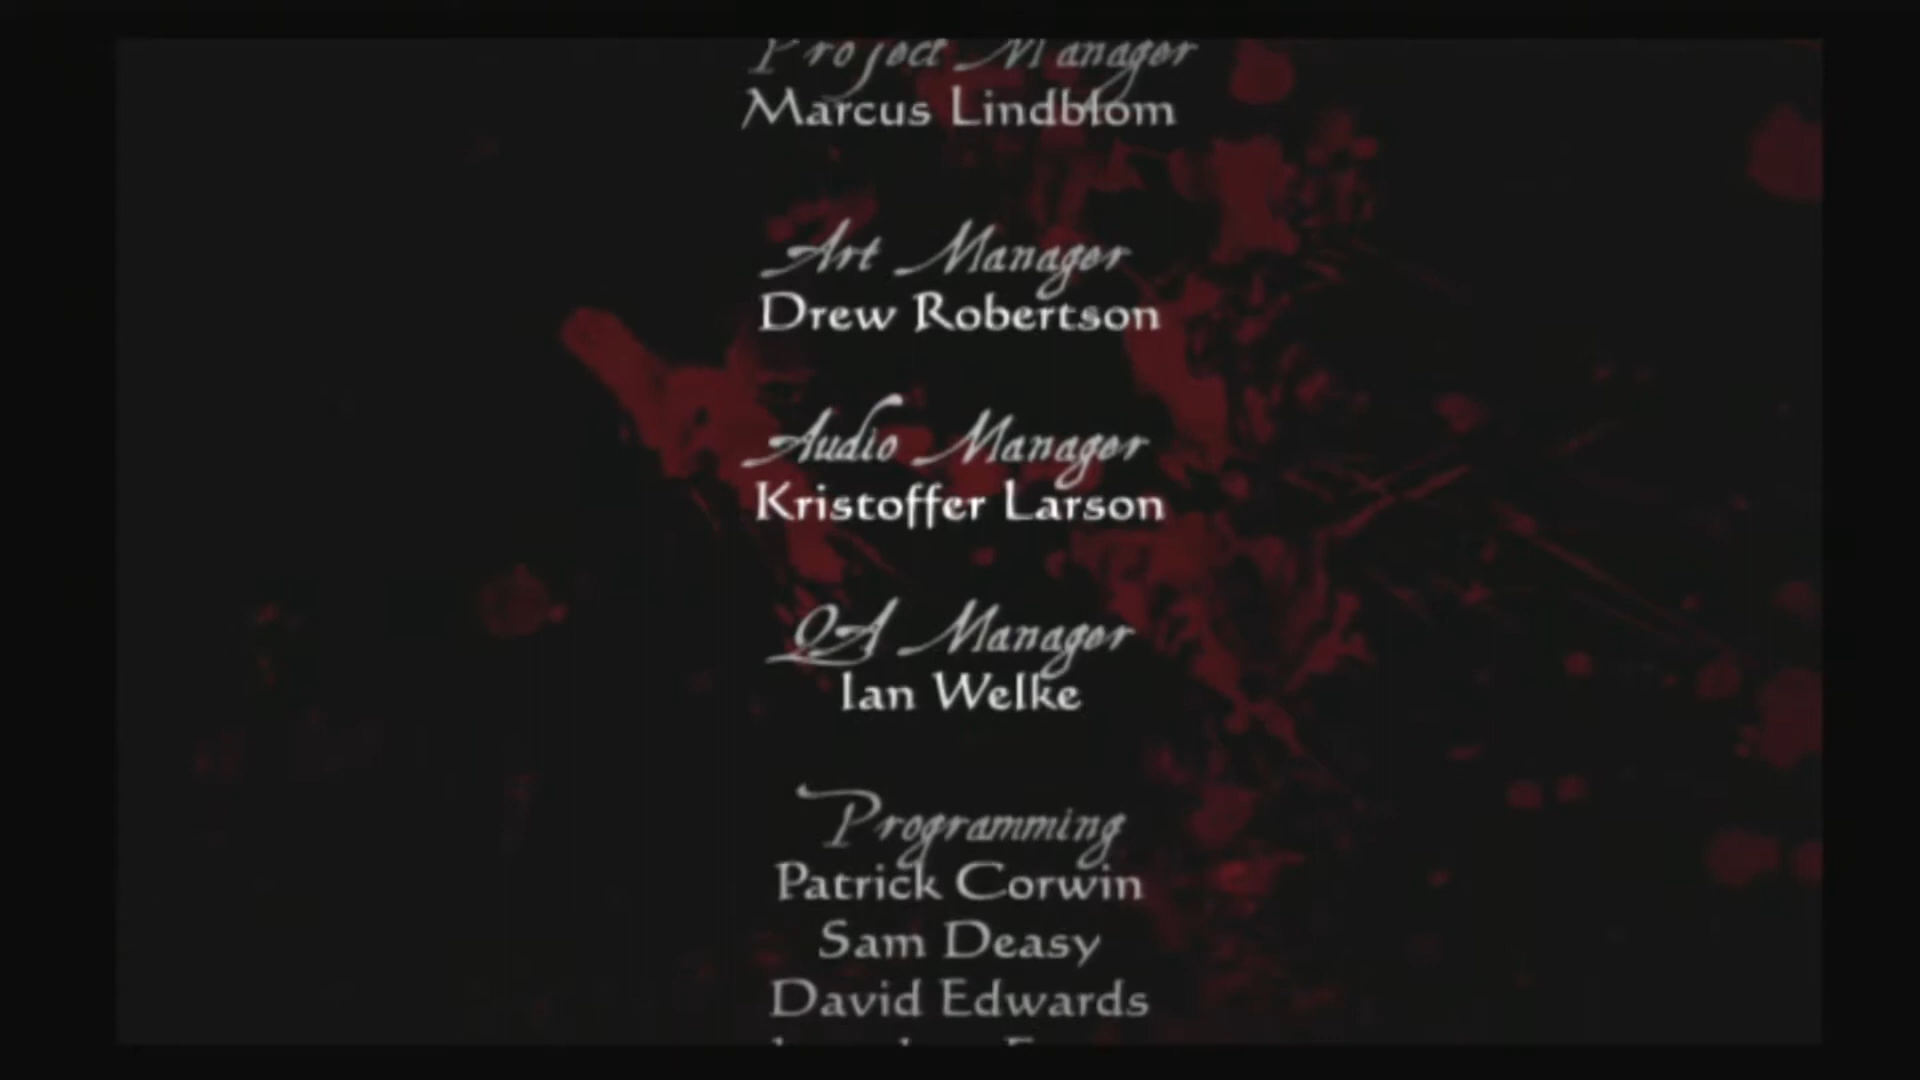 Project Manager
Marcus Lindblom
Art Manager
Drew Robertson
Audio Manager
Kristoffer Larson
QA Manager
Ian Welke
Programming
Patrick Corwin
Sam Deasy
David Edwards